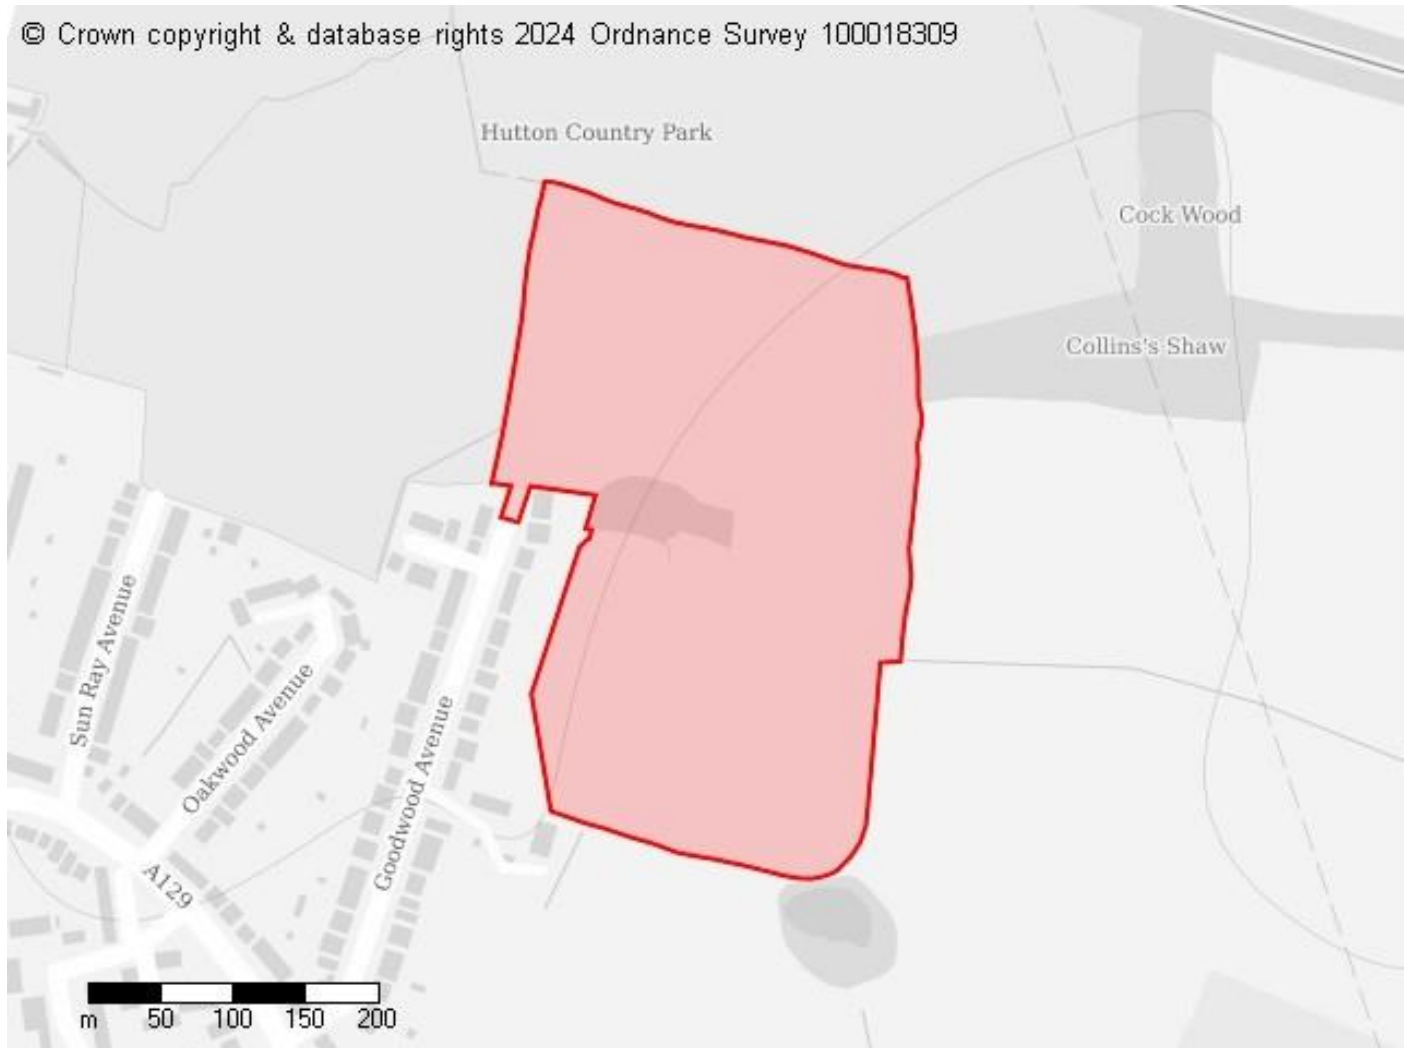 © Crown copyright & database rights 2024 Ordnance Survey 100018309
Hutton Country Park
Cock Wood
Collins's Shaw
Sun Ray Avenue
Oakwood Avenue
Goodwood Avenue
A129
m 50 100 150 200